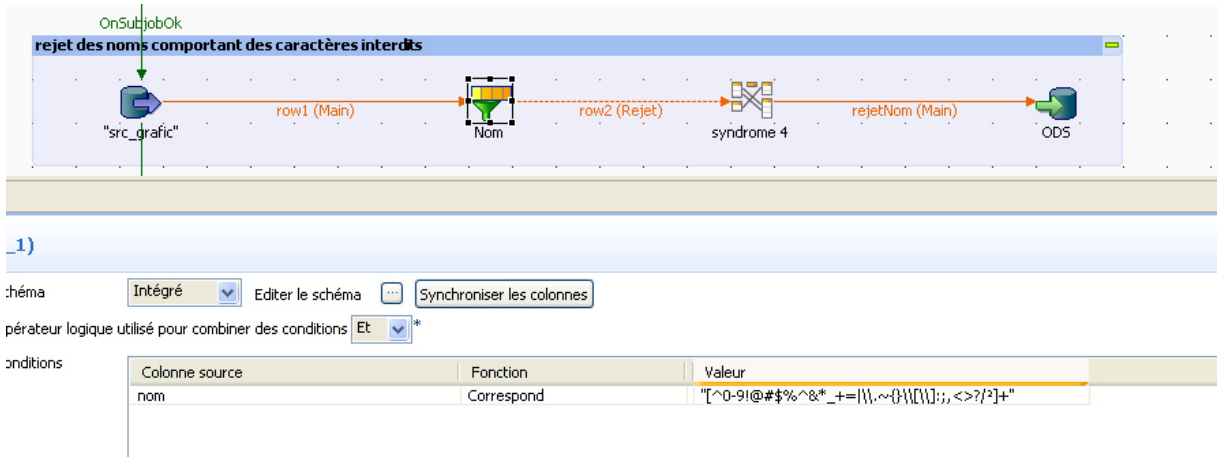 OnSubjobOk
rejet des noms comportant des caractères interdits
row1 (Main)
row2 (Rejet)
rejetNom (Main)
"src_grafic"
Nom
syndrome 4
ODS
_1)
chéma
Intégré
Editer le schéma
...
Synchroniser les colonnes
pérateur logique utilisé pour combiner des conditions
Et
*
onditions
Colonne source
Fonction
Valeur
nom
Correspond
"[^0-9!@#$%^&*_+=|\\.~{}\\[\\]:;,<>?/²]+"